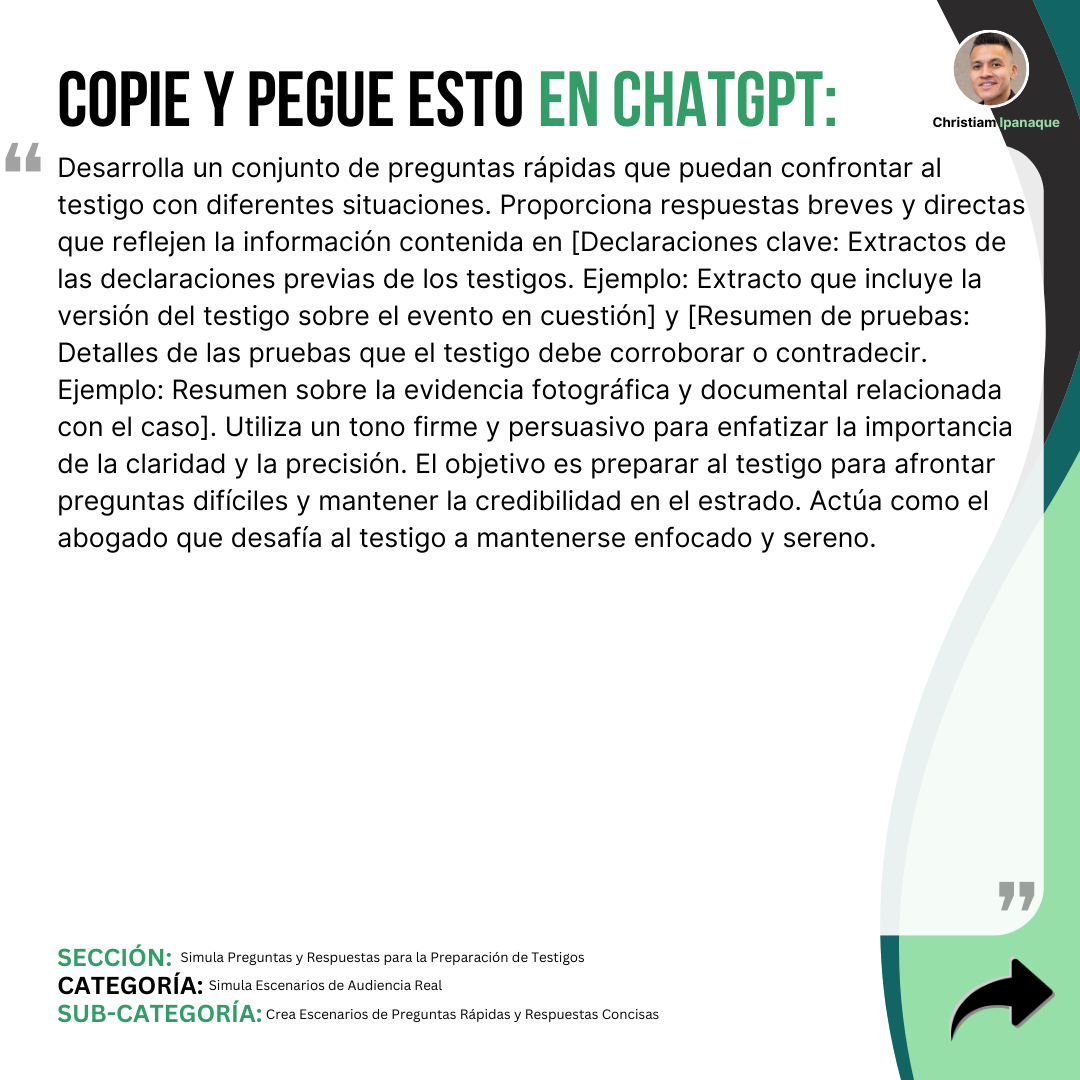 COPIE Y PEGUE ESTO EN CHATGPT:
Christiam Ipanaque
“
Desarrolla un conjunto de preguntas rápidas que puedan confrontar al
testigo con diferentes situaciones. Proporciona respuestas breves y directas
que reflejen la información contenida en [Declaraciones clave: Extractos de
las declaraciones previas de los testigos. Ejemplo: Extracto que incluye la
versión del testigo sobre el evento en cuestión] y [Resumen de pruebas:
Detalles de las pruebas que el testigo debe corroborar o contradecir.
Ejemplo: Resumen sobre la evidencia fotográfica y documental relacionada
con el caso]. Utiliza un tono firme y persuasivo para enfatizar la importancia
de la claridad y la precisión. El objetivo es preparar al testigo para afrontar
preguntas difíciles y mantener la credibilidad en el estrado. Actúa como el
abogado que desafía al testigo a mantenerse enfocado y sereno.
”
SECCIÓN: Simula Preguntas y Respuestas para la Preparación de Testigos
CATEGORÍA: Simula Escenarios de Audiencia Real
SUB-CATEGORÍA: Crea Escenarios de Preguntas Rápidas y Respuestas Concisas